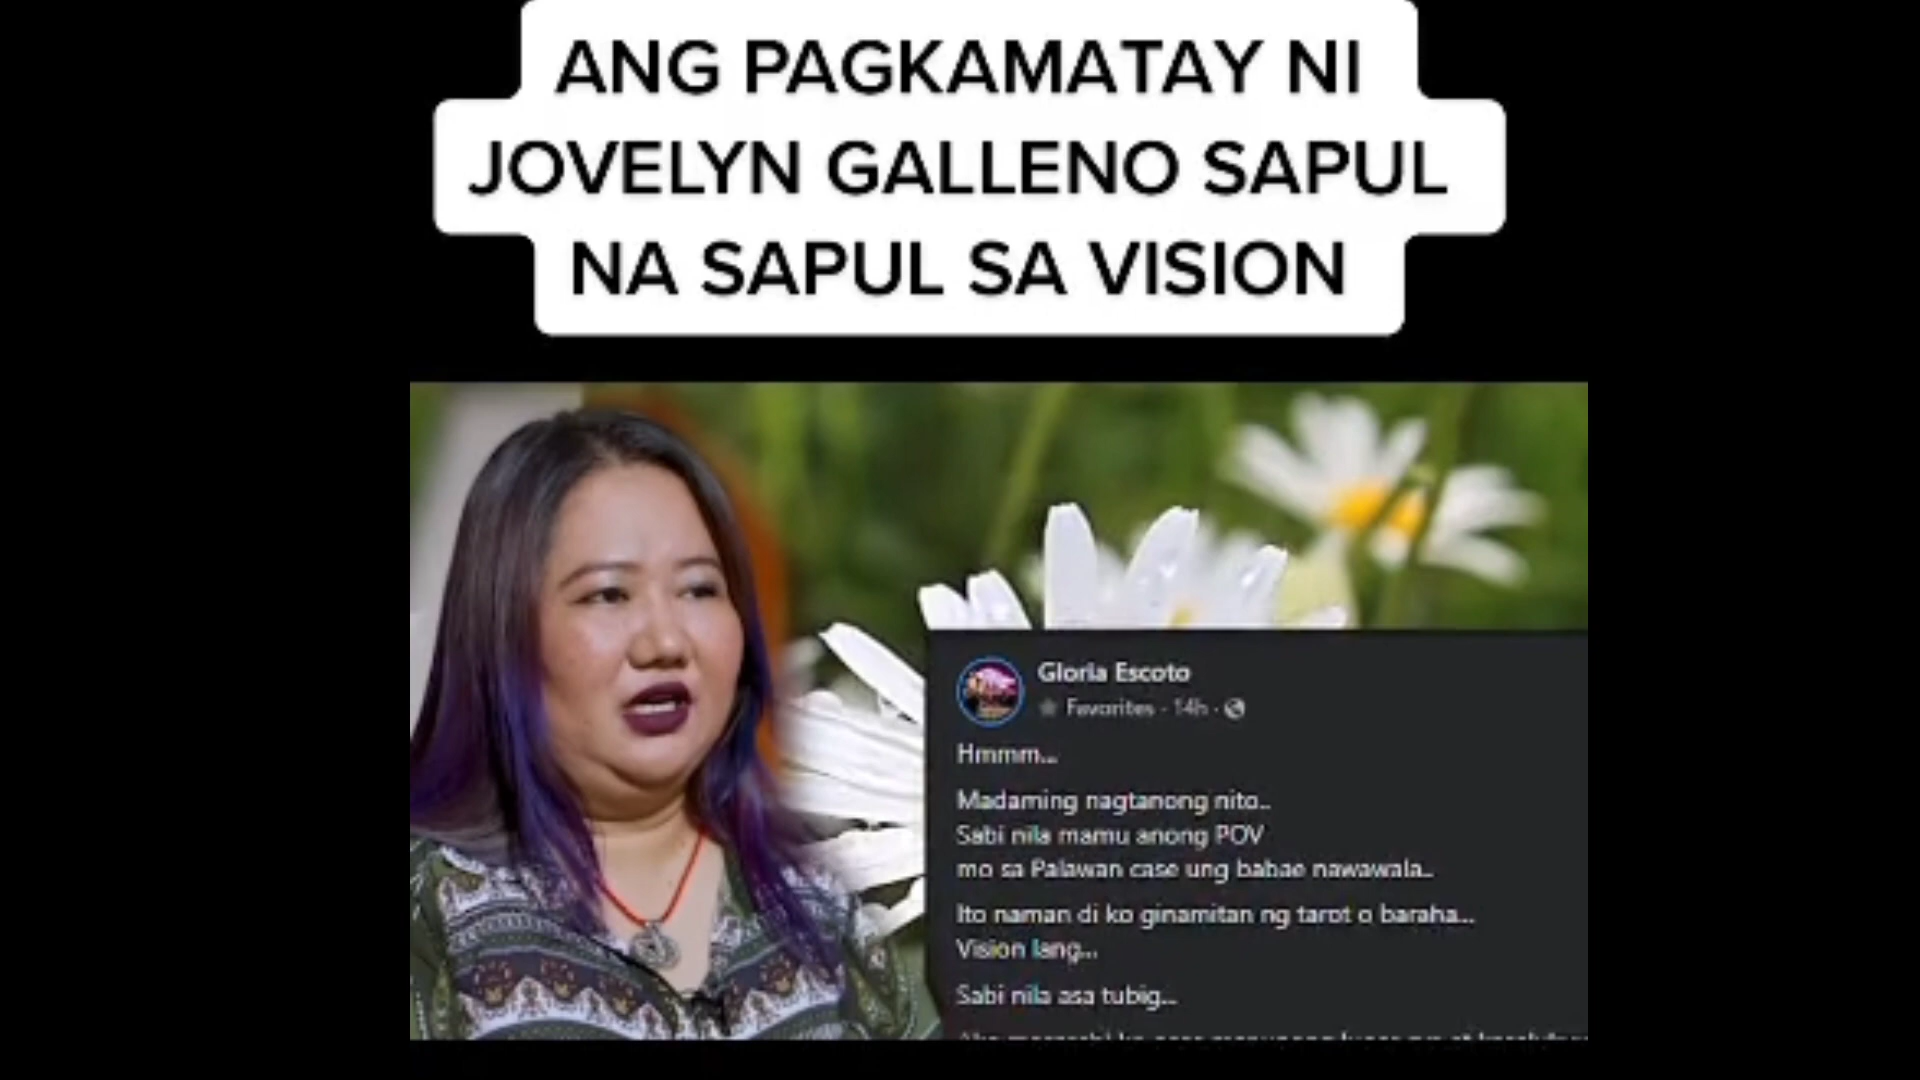 ANG PAGKAMATAY NI
JOVELYN GALLENO SAPUL
NA SAPUL SA VISION
Gloria Escoto
Favorites · 14h ·
Hmmm...
Madaming nagtanong nito..
Sabi nila mamu anong POV
mo sa Palawan case ung babae nawawala..
Ito naman di ko ginamitan ng tarot o baraha...
Vision lang...
Sabi nila asa tubig...